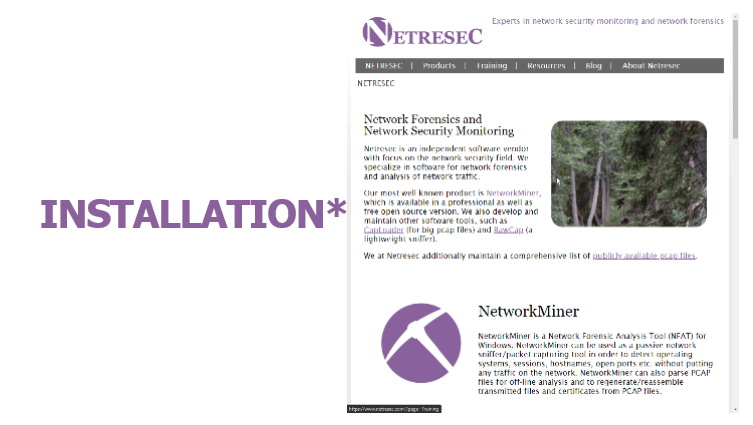 INSTALLATION*
NETRESEC
Experts in network security monitoring and network forensics
NETRESEC | Products | Training | Resources | Blog | About Netresec
NETRESEC
Network Forensics and
Network Security Monitoring
Netresec is an independent software vendor
with focus on the network security field. We
specialize in software for network forensics
and analysis of network traffic.
Our most well known product is NetworkMiner,
which is available in a professional as well as
free open source version. We also develop and
maintain other software tools, such as
CapLoader (for big pcap files) and RawCap (a
lightweight sniffer).
We at Netresec additionally maintain a comprehensive list of publicly available pcap files.
NetworkMiner
NetworkMiner is a Network Forensic Analysis Tool (NFAT) for
Windows. NetworkMiner can be used as a passive network
sniffer/packet capturing tool in order to detect operating
systems, sessions, hostnames, open ports etc. without putting
any traffic on the network. NetworkMiner can also parse PCAP
files for off-line analysis and to regenerate/reassemble
transmitted files and certificates from PCAP files.
https://www.netresec.com/?page=Training